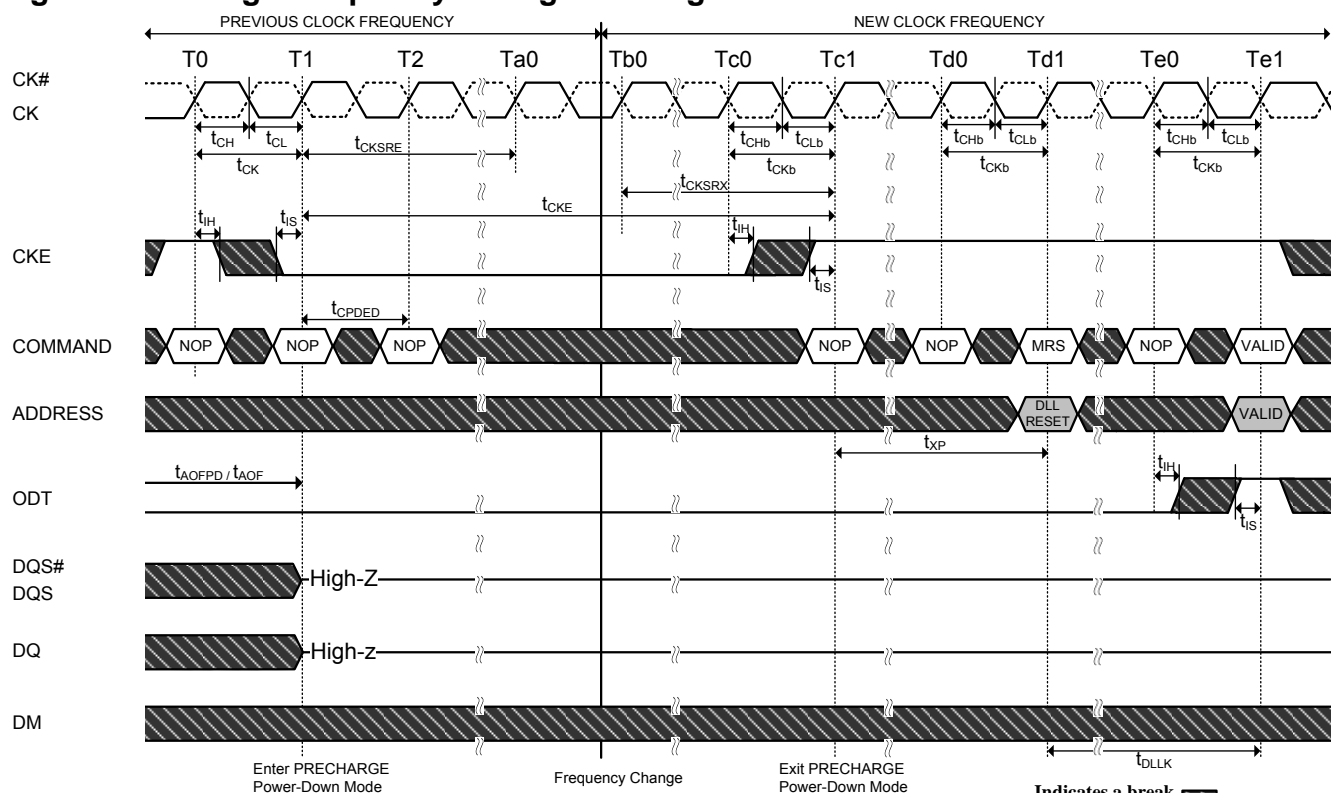 PREVIOUS CLOCK FREQUENCY NEW CLOCK FREQUENCY
T0 T1 T2 Ta0 Tb0 Tc0 Tc1 Td0 Td1 Te0 Te1
CK#
CK
tCH tCL tCHb tCLb tCHb tCLb tCHb tCLb
tCK tCKSRE tCKb tCKb tCKb
tCKSRX
tCKE
tIH tIS tIH
CKE
tIS
tCPDED
COMMAND NOP NOP NOP NOP NOP MRS NOP VALID
ADDRESS DLL RESET VALID
tXP
tAOFPD / tAOF tIH
ODT
tIS
DQS# High-Z
DQS
DQ High-z
DM
tDLLK
Enter PRECHARGE
Power-Down Mode
Frequency Change
Exit PRECHARGE
Power-Down Mode
Indicates a break